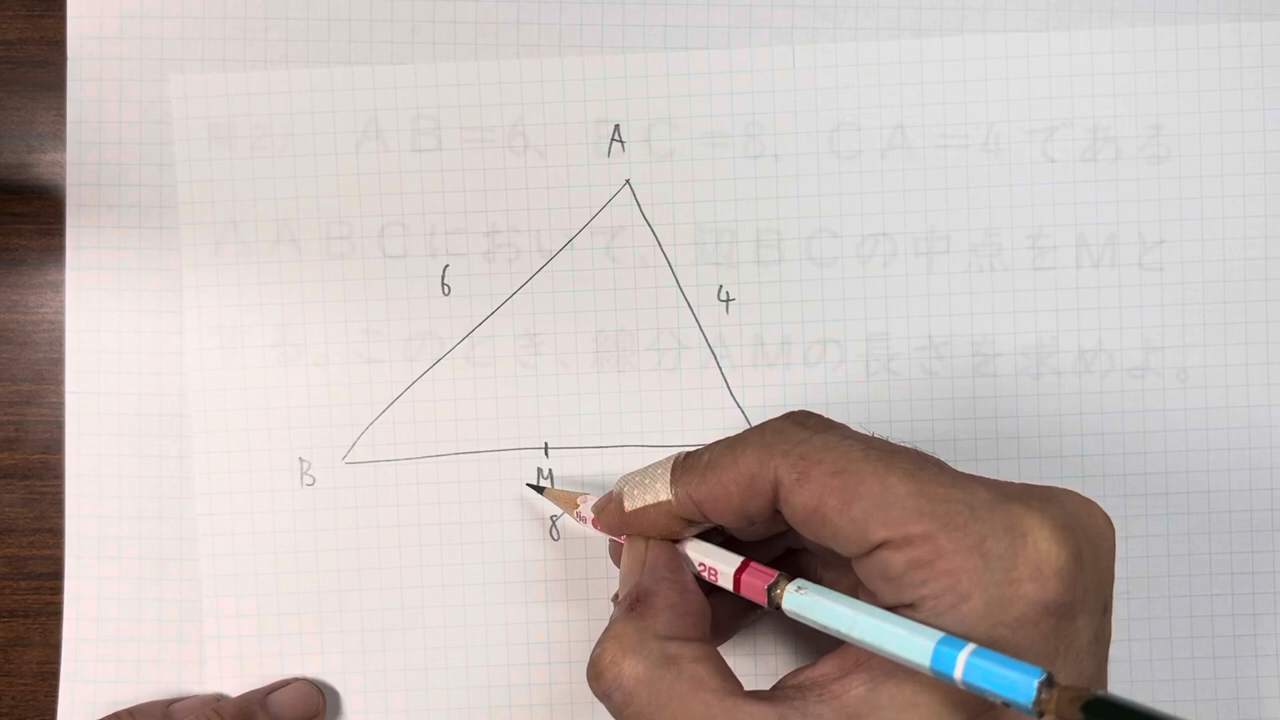 問2. AB=6、BC=8、CA=4である
△ABCにおいて、辺BCの中点をMと
する。このとき、線分AMの長さを求めよ。
A
6
4
B
M
8
2B